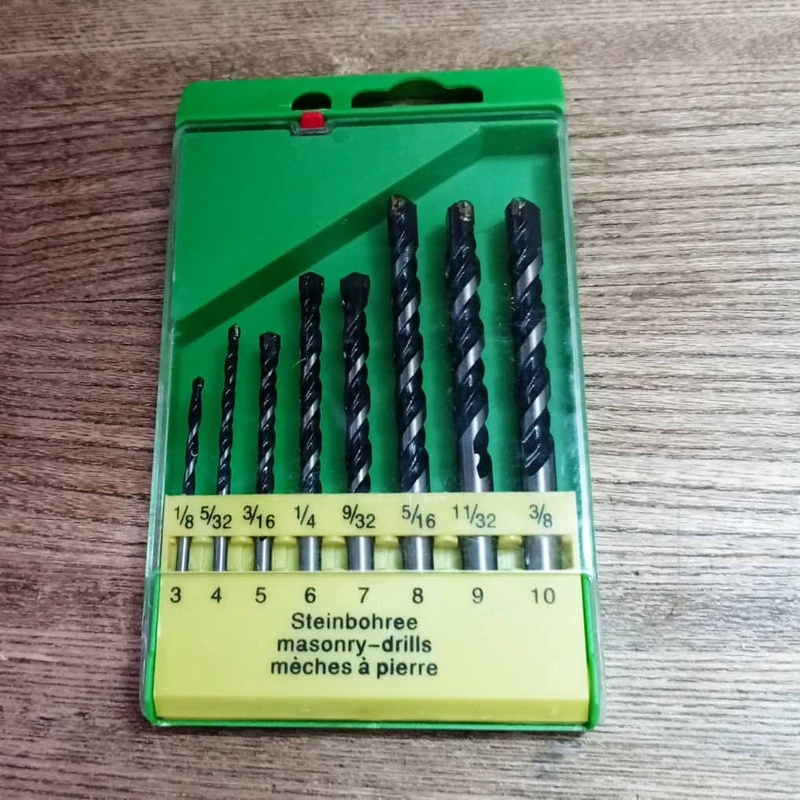 1/8 5/32 3/16 1/4 9/32 5/16 11/32 3/8
3 4 5 6 7 8 9 10
Steinbohree
masonry-drills
mèches à pierre